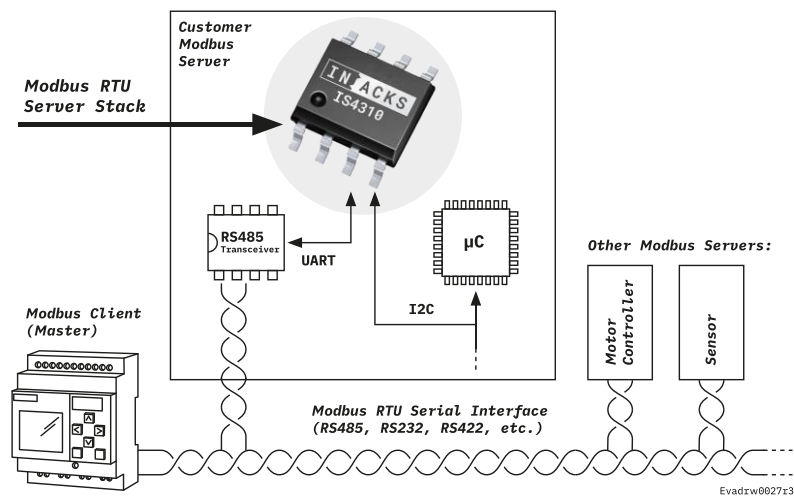 Customer
Modbus
Server
Modbus RTU
Server Stack
INACKS
IS4310
RS485
Transceiver
UART
µC
I2C
Other Modbus Servers:
Motor
Controller
Sensor
Modbus Client
(Master)
Modbus RTU Serial Interface
(RS485, RS232, RS422, etc.)
Evadrw0027r3